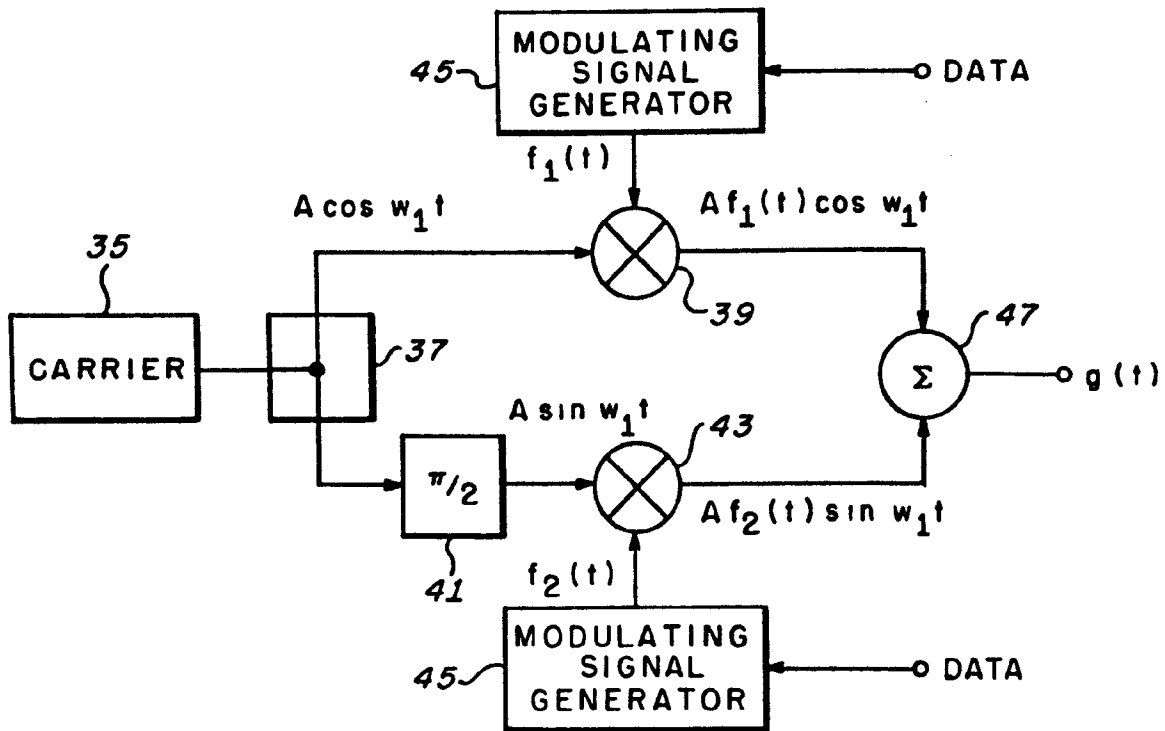 MODULATING
SIGNAL
GENERATOR
45
DATA
f₁(t)
A cos w₁t
Af₁(t) cos w₁t
35
39
47
CARRIER
37
Σ
g(t)
A sin w₁t
43
π/2
Af₂(t) sin w₁t
41
f₂(t)
MODULATING
SIGNAL
GENERATOR
45
DATA